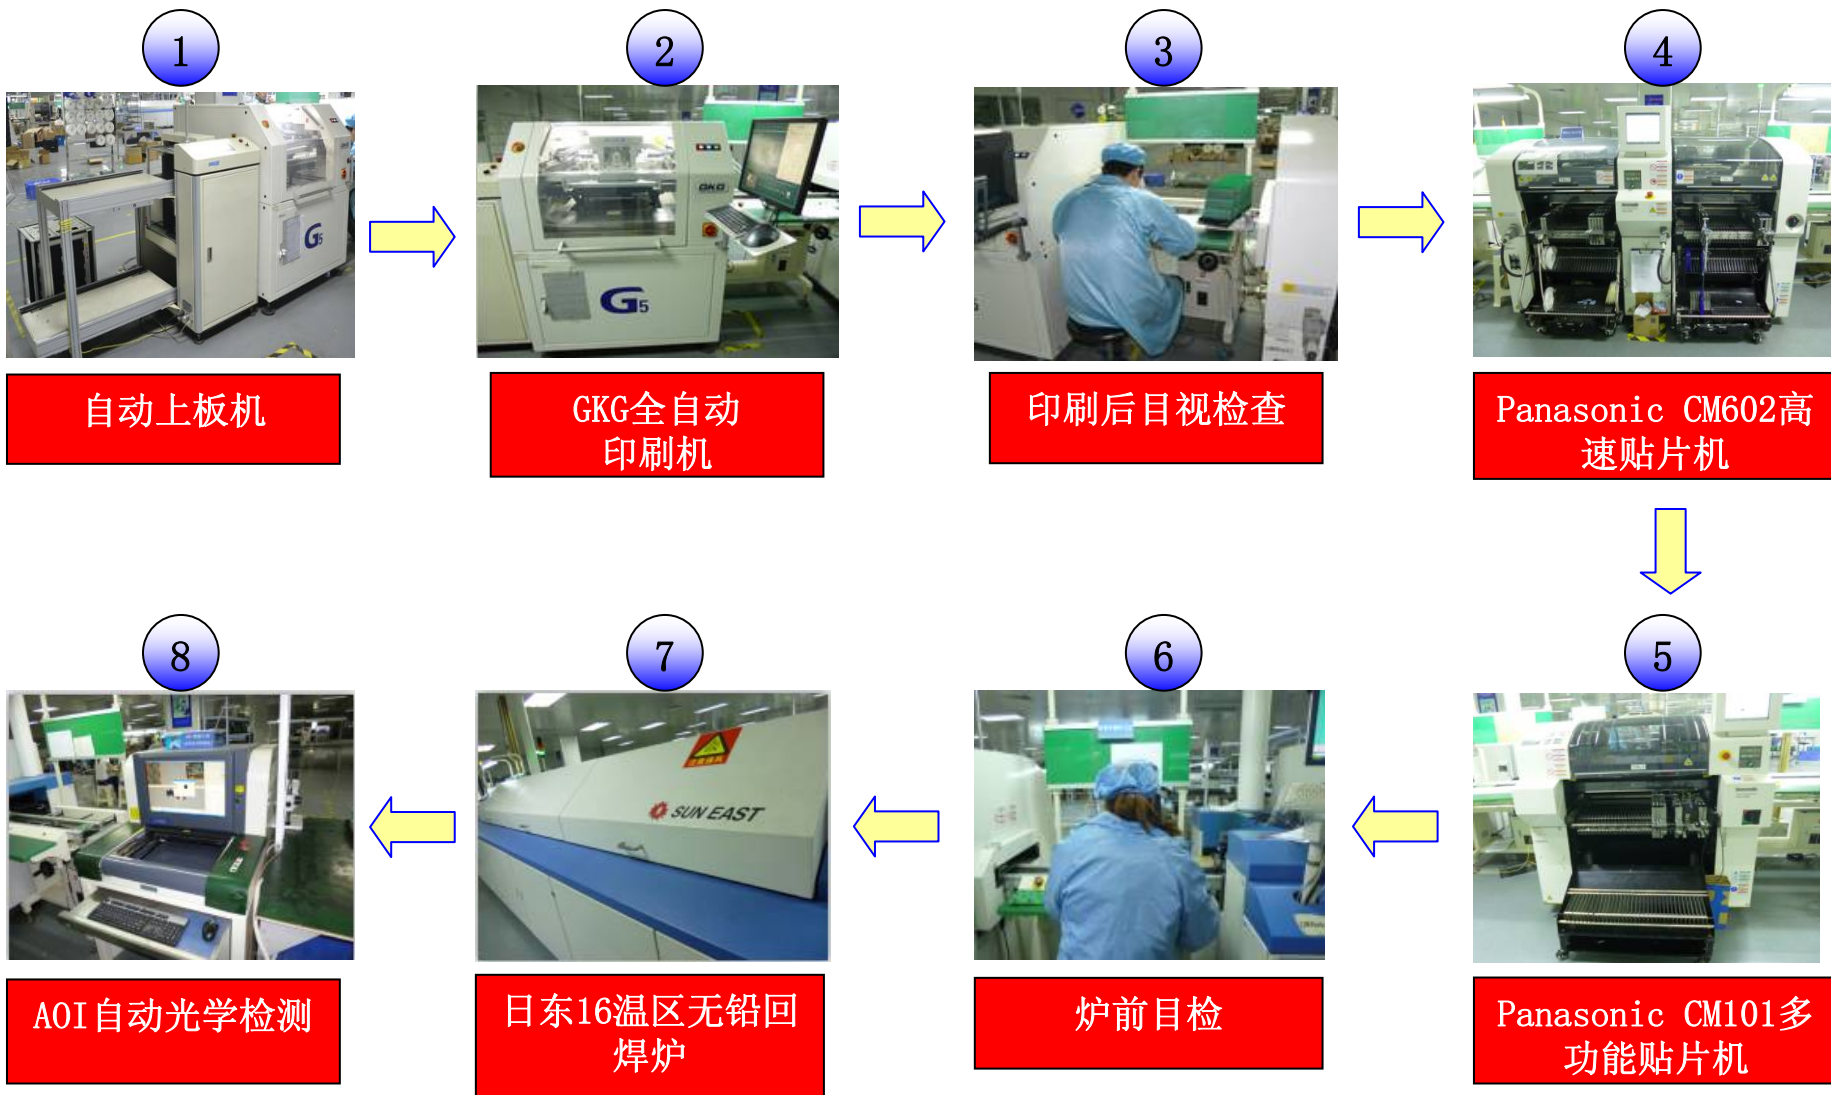 1
2
3
4
G5
GKG
G5
自动上板机
GKG全自动
印刷机
印刷后目视检查
Panasonic CM602高
速贴片机
8
7
6
5
SUN EAST
AOI自动光学检测
日东16温区无铅回
焊炉
炉前目检
Panasonic CM101多
功能贴片机